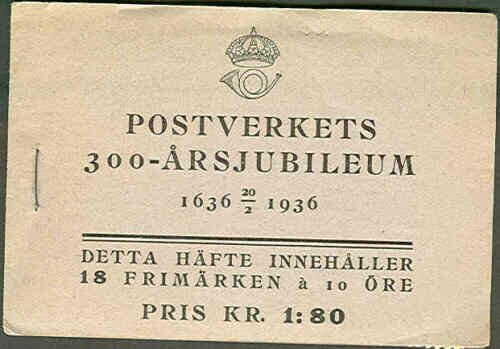 POSTVERKETS
300-ÅRSJUBILEUM
1636 20/2 1936
DETTA HÄFTE INNEHÅLLER
18 FRIMÄRKEN à 10 ÖRE
PRIS KR. 1:80